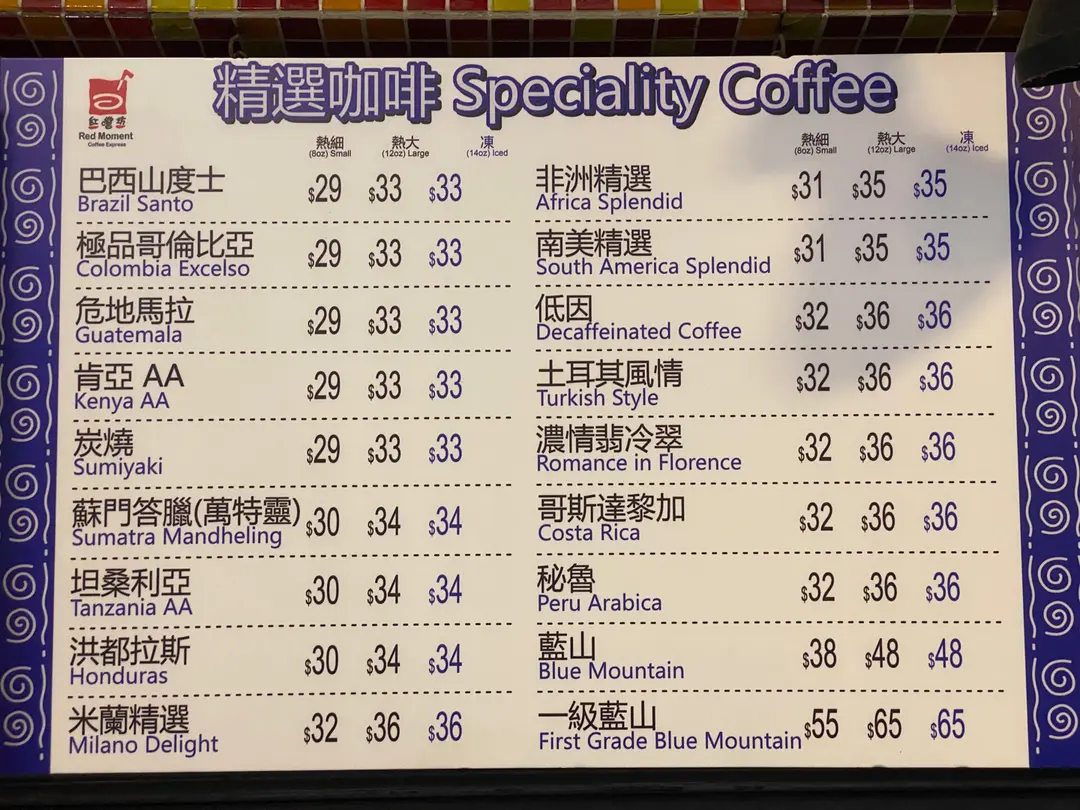 精選咖啡 Speciality Coffee
紅磨坊
Red Moment
Coffee Express
熱細 熱大 凍
(8oz) Small (12oz) Large (14oz) Iced
巴西山度士 $29 $33 $33
Brazil Santo
極品哥倫比亞 $29 $33 $33
Colombia Excelso
危地馬拉 $29 $33 $33
Guatemala
肯亞 AA $29 $33 $33
Kenya AA
炭燒 $29 $33 $33
Sumiyaki
蘇門答臘(萬特靈) $30 $34 $34
Sumatra Mandheling
坦桑利亞 $30 $34 $34
Tanzania AA
洪都拉斯 $30 $34 $34
Honduras
米蘭精選 $32 $36 $36
Milano Delight
熱細 熱大 凍
(8oz) Small (12oz) Large (14oz) Iced
非洲精選 $31 $35 $35
Africa Splendid
南美精選 $31 $35 $35
South America Splendid
低因 $32 $36 $36
Decaffeinated Coffee
土耳其風情 $32 $36 $36
Turkish Style
濃情翡冷翠 $32 $36 $36
Romance in Florence
哥斯達黎加 $32 $36 $36
Costa Rica
秘魯 $32 $36 $36
Peru Arabica
藍山 $38 $48 $48
Blue Mountain
一級藍山 $55 $65 $65
First Grade Blue Mountain